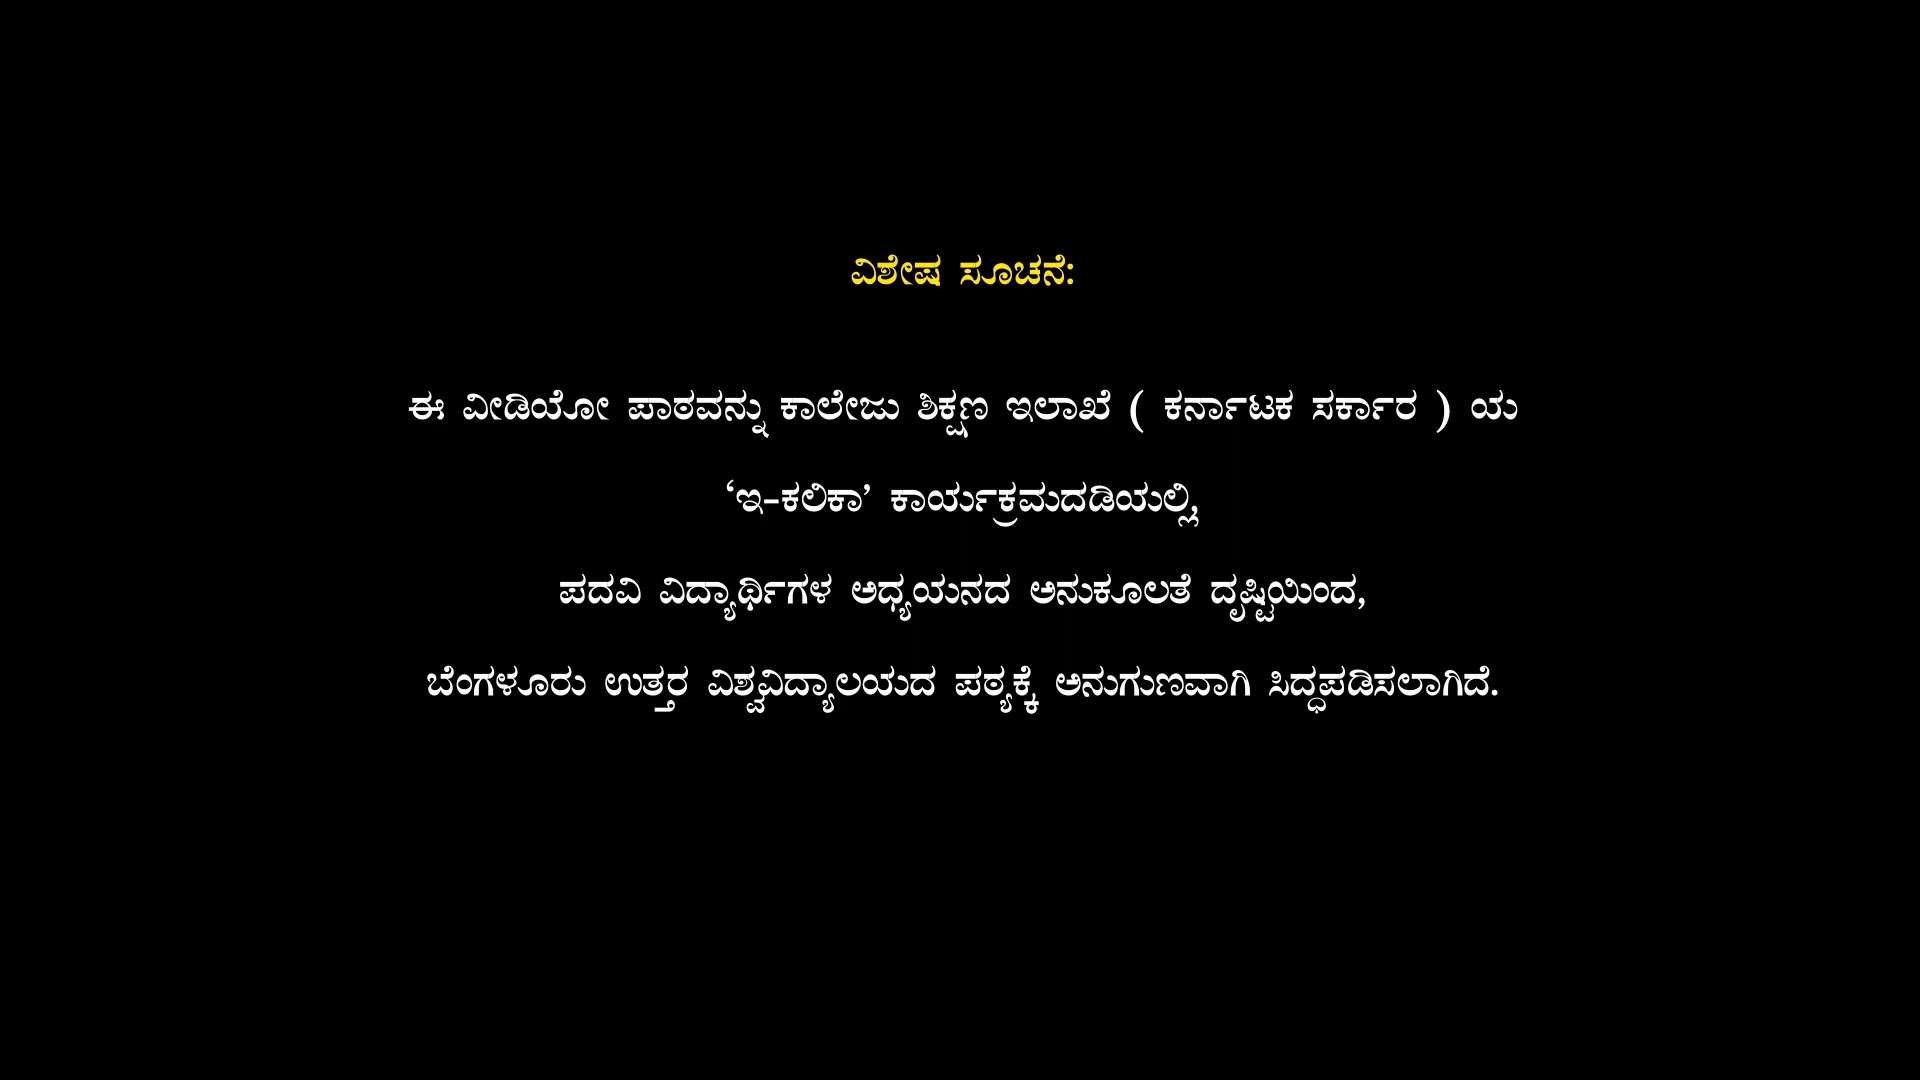 ವಿಶೇಷ ಸೂಚನೆ:
ಈ ವೀಡಿಯೋ ಪಾಠವನ್ನು ಕಾಲೇಜು ಶಿಕ್ಷಣ ಇಲಾಖೆ ( ಕರ್ನಾಟಕ ಸರ್ಕಾರ ) ಯ
‘ಇ-ಕಲಿಕಾ’ ಕಾರ್ಯಕ್ರಮದಡಿಯಲ್ಲಿ,
ಪದವಿ ವಿದ್ಯಾರ್ಥಿಗಳ ಅಧ್ಯಯನದ ಅನುಕೂಲತೆ ದೃಷ್ಟಿಯಿಂದ,
ಬೆಂಗಳೂರು ಉತ್ತರ ವಿಶ್ವವಿದ್ಯಾಲಯದ ಪಠ್ಯಕ್ಕೆ ಅನುಗುಣವಾಗಿ ಸಿದ್ಧಪಡಿಸಲಾಗಿದೆ.